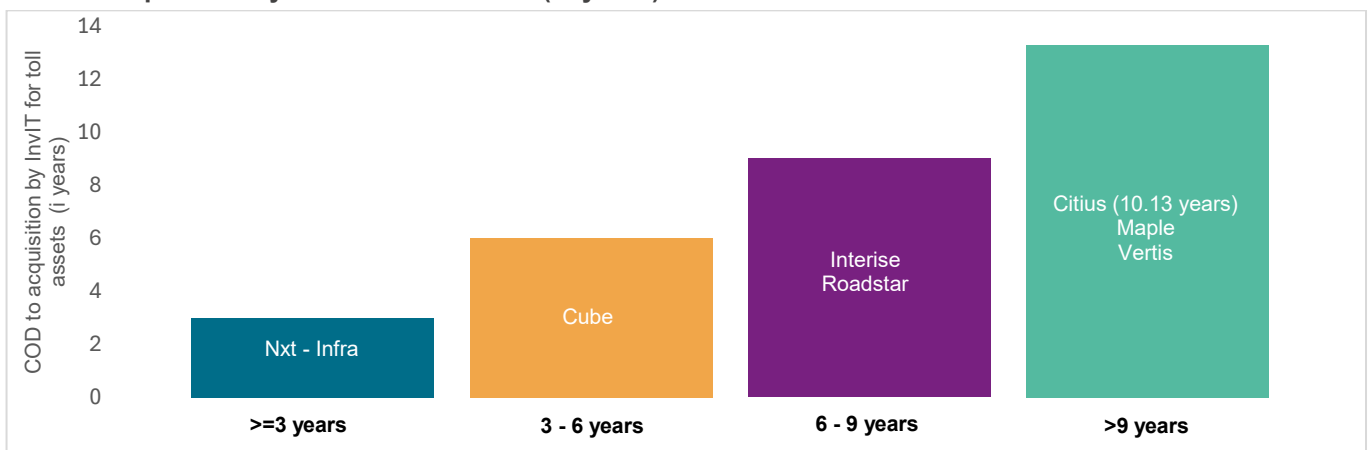 14
12
10
8
6
4
2
0
COD to acquisition by InvIT for toll
assets (i years)
Nxt - Infra
Cube
Interise
Roadstar
Citius (10.13 years)
Maple
Vertis
>=3 years
3 - 6 years
6 - 9 years
>9 years